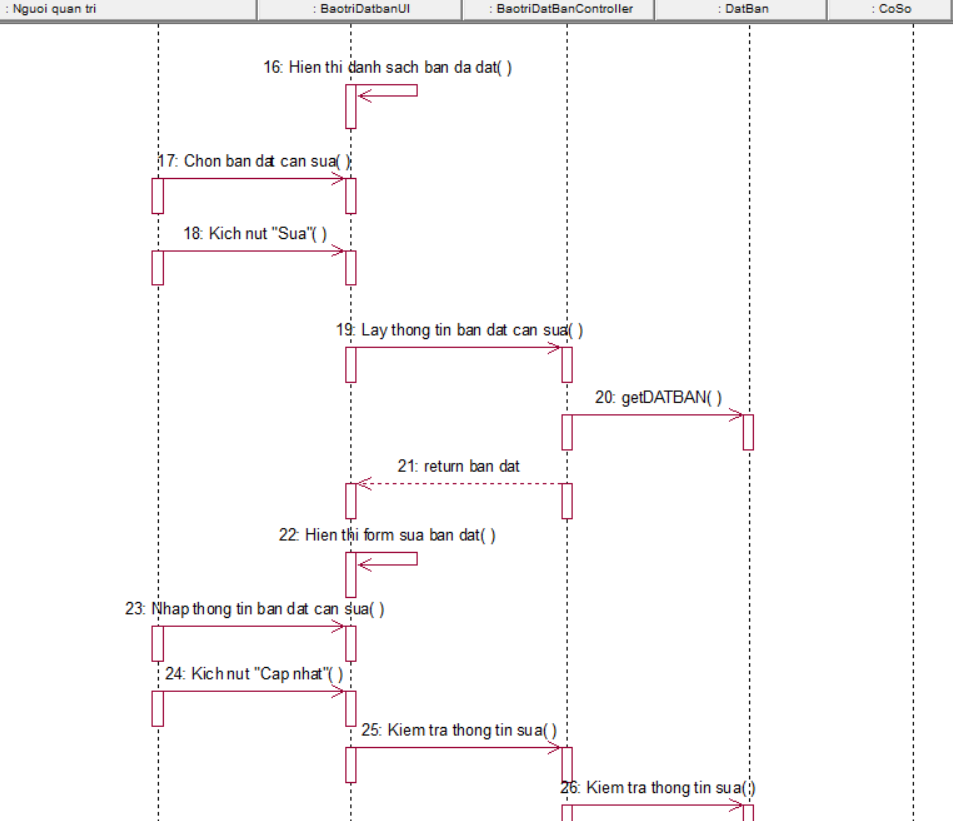 : Nguoi quan tri
: BaotriDatbanUI
: BaotriDatBanController
: DatBan
: CoSo
16: Hien thi danh sach ban da dat( )
17: Chon ban dat can sua( )
18: Kich nut "Sua"( )
19: Lay thong tin ban dat can sua( )
20: getDATBAN( )
21: return ban dat
22: Hien thi form sua ban dat( )
23: Nhap thong tin ban dat can sua( )
24: Kich nut "Cap nhat"( )
25: Kiem tra thong tin sua( )
26: Kiem tra thong tin sua( )